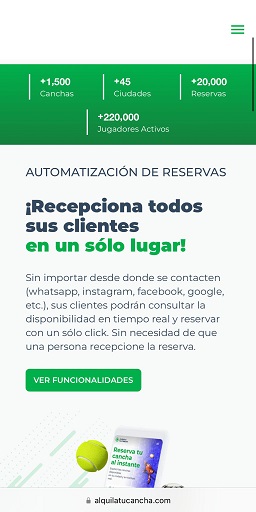 +1,500
Canchas
+45
Ciudades
+20,000
Reservas
+220,000
Jugadores Activos
AUTOMATIZACIÓN DE RESERVAS
¡Recepciona todos
sus clientes
en un sólo lugar!
Sin importar desde donde se contacten
(whatsapp, instagram, facebook, google,
etc.), sus clientes podrán consultar la
disponibilidad en tiempo real y reservar
con un sólo click. Sin necesidad de que
una persona recepcione la reserva.
VER FUNCIONALIDADES
Reserva tu
cancha
al instante
alquilatucancha.com